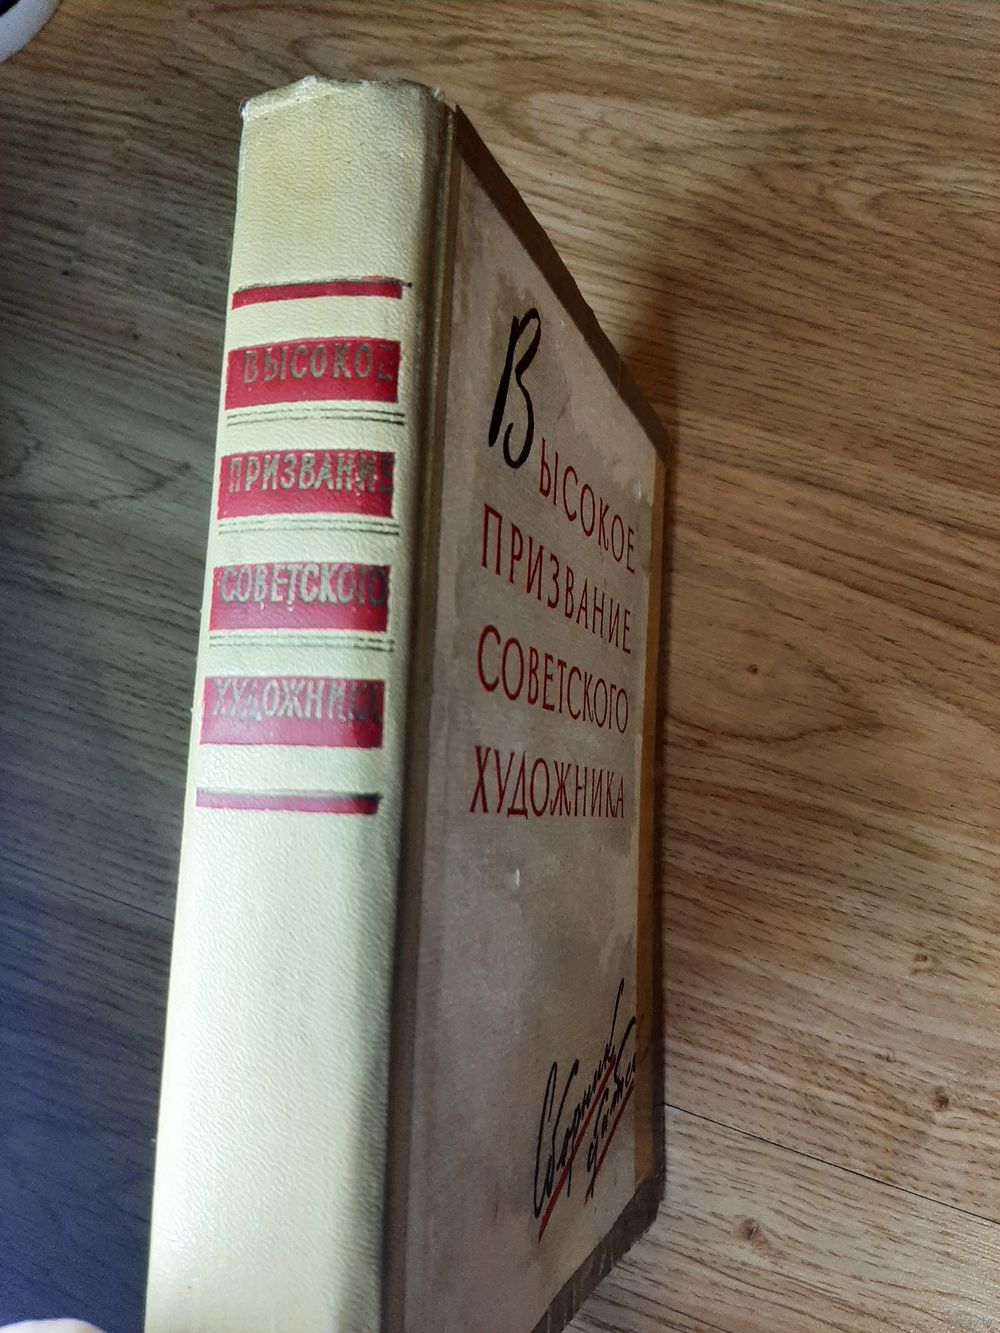 ВЫСОКОЕ
ПРИЗВАНИЕ
СОВЕТСКОГО
ХУДОЖНИКА
Высокое
ПРИЗВАНИЕ
СОВЕТСКОГО
ХУДОЖНИКА
Сборник
статей